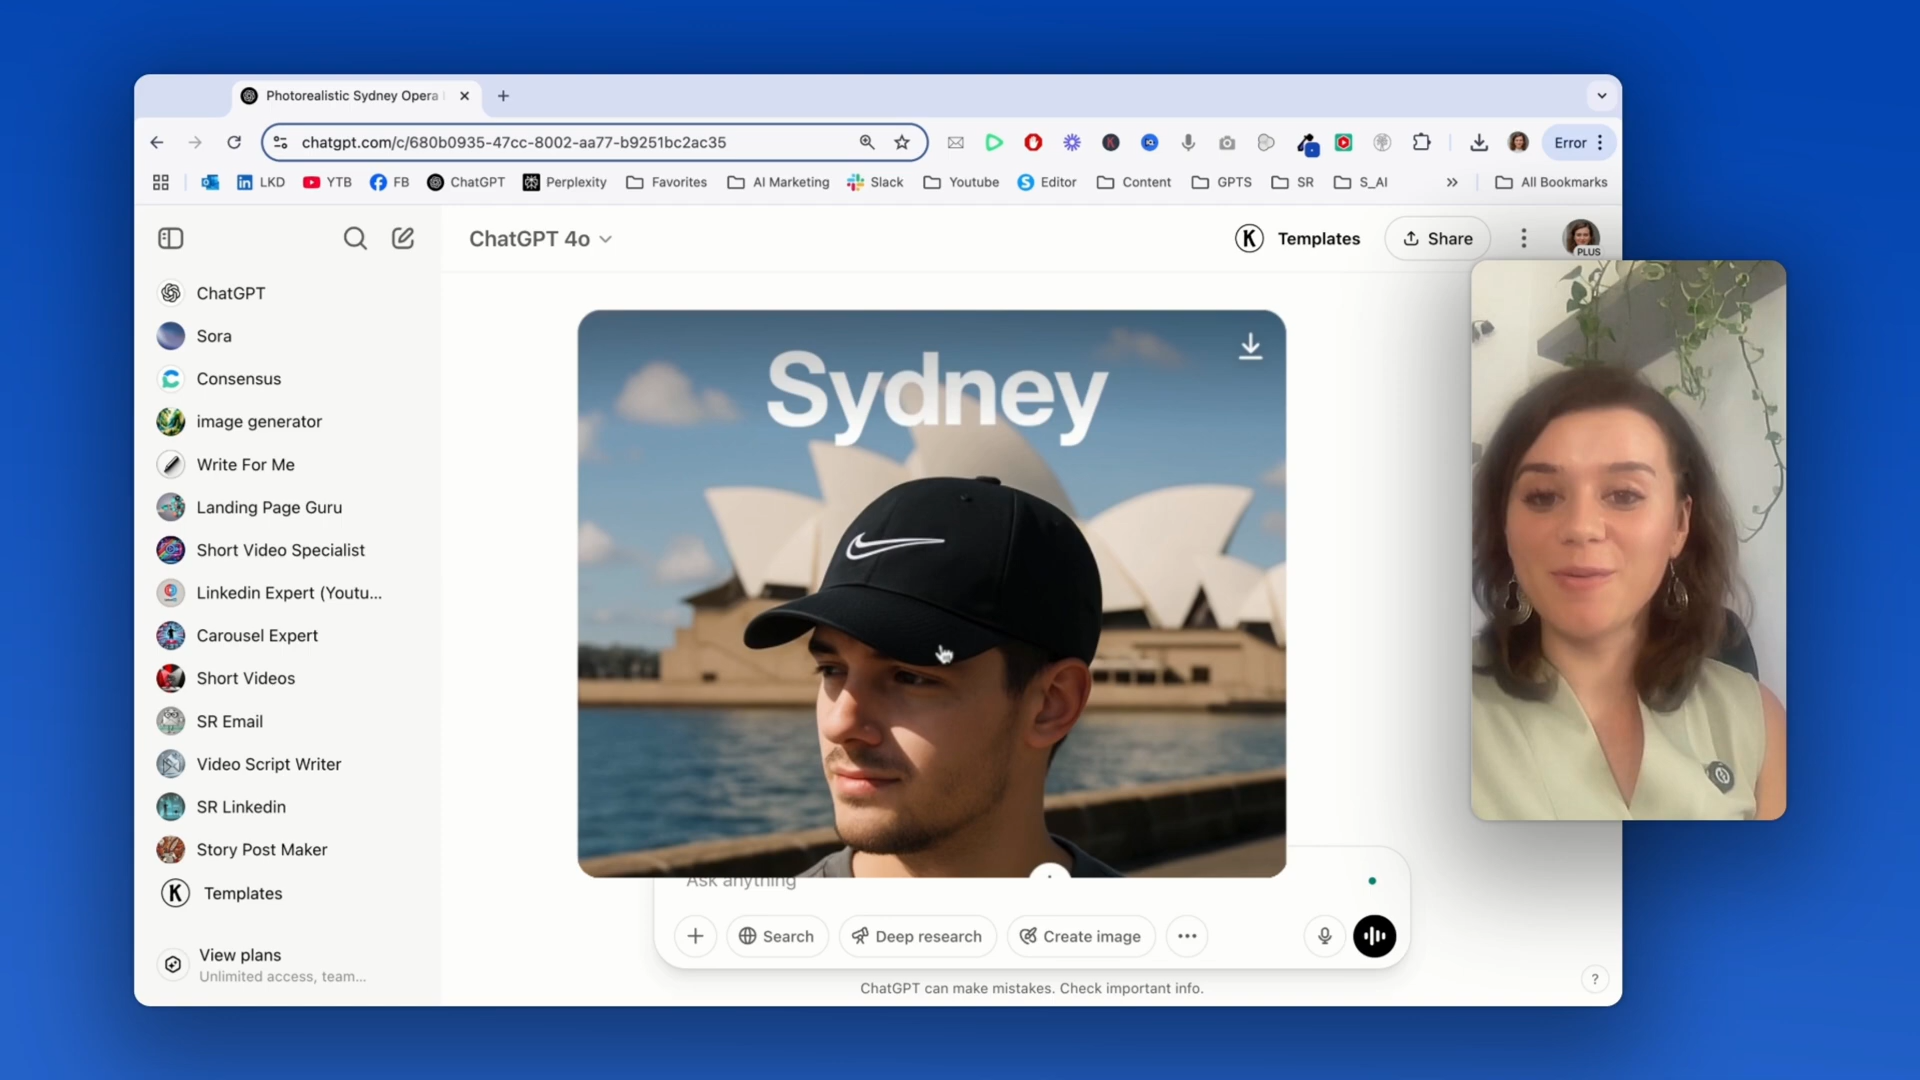 Photorealistic Sydney Opera
chatgpt.com/c/680b0935-47cc-8002-aa77-b9251bc2ac35
Error
LKD
YTB
FB
ChatGPT
Perplexity
Favorites
AI Marketing
Slack
Youtube
Editor
Content
GPTS
SR
S_AI
All Bookmarks
ChatGPT 4o
Templates
Share
PLUS
ChatGPT
Sora
Consensus
image generator
Write For Me
Landing Page Guru
Short Video Specialist
Linkedin Expert (Youtu...
Carousel Expert
Short Videos
SR Email
Video Script Writer
SR Linkedin
Story Post Maker
K Templates
View plans
Unlimited access, team...
Sydney
Ask anything
Search
Deep research
Create image
ChatGPT can make mistakes. Check important info.
?